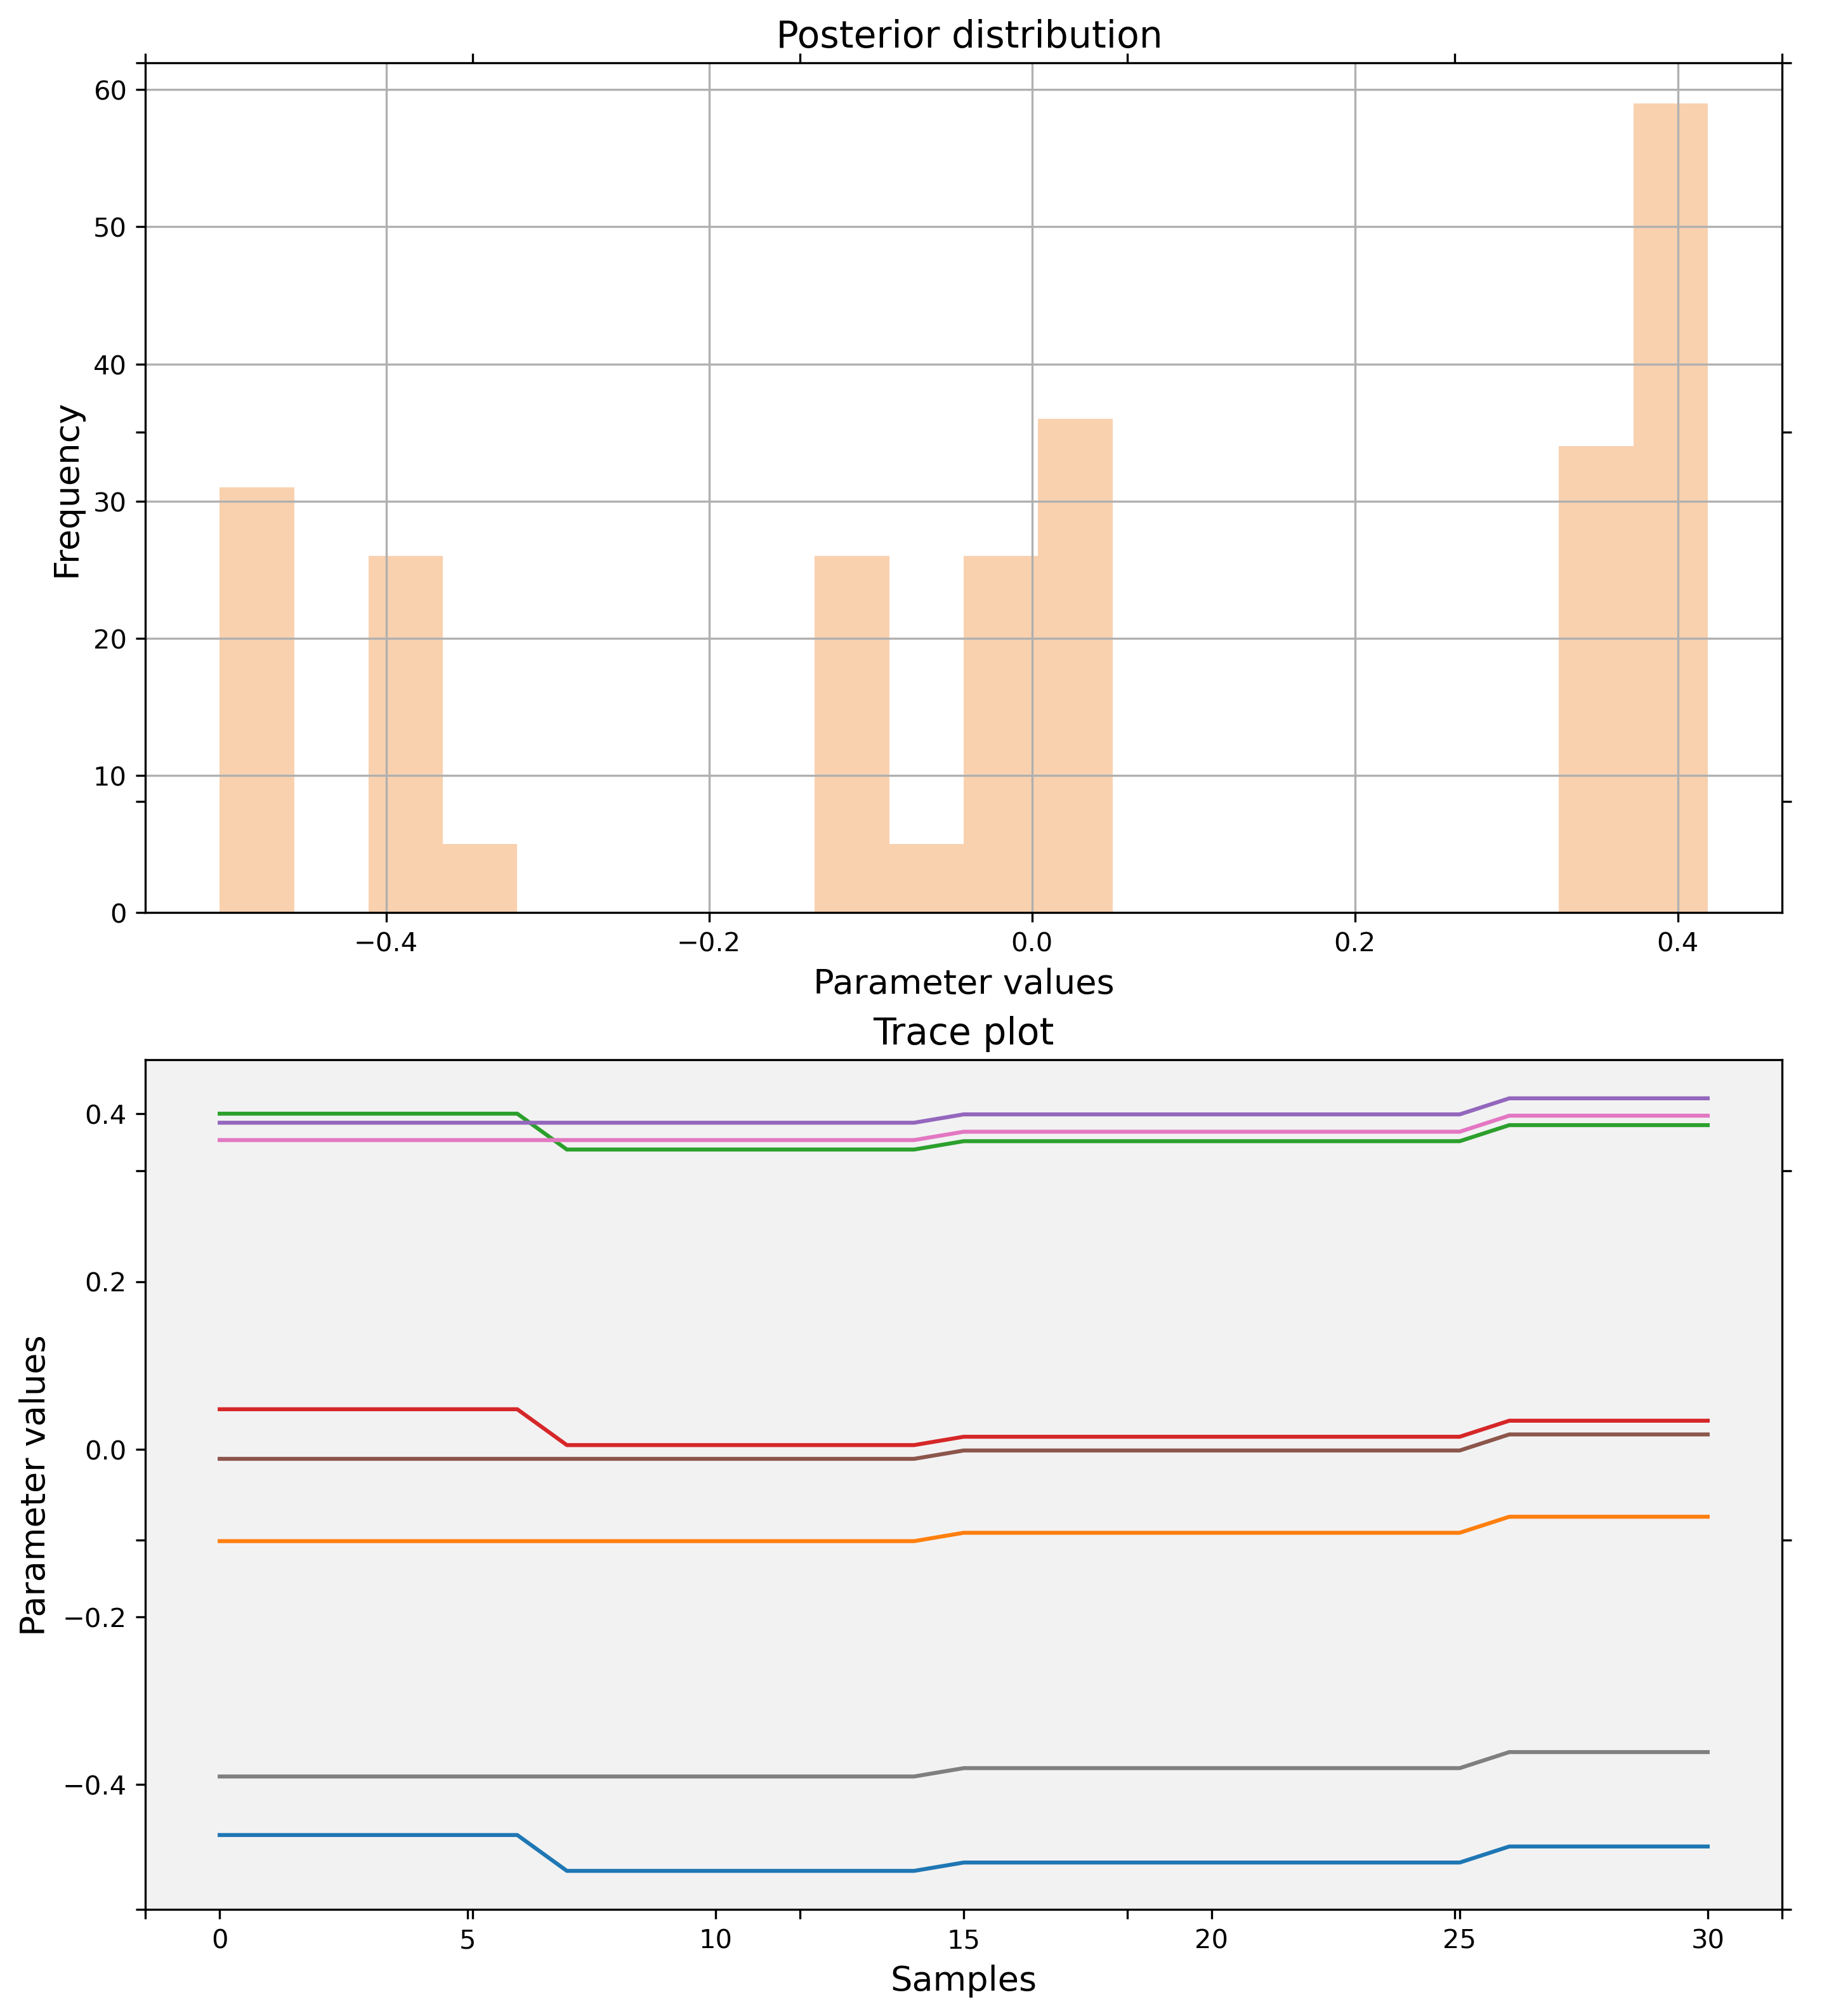 Posterior distribution
60
50
40
30
20
10
0
Frequency
−0.4 −0.2 0.0 0.2 0.4
Parameter values
Trace plot
0.4
0.2
0.0
−0.2
−0.4
Parameter values
0 5 10 15 20 25 30
Samples